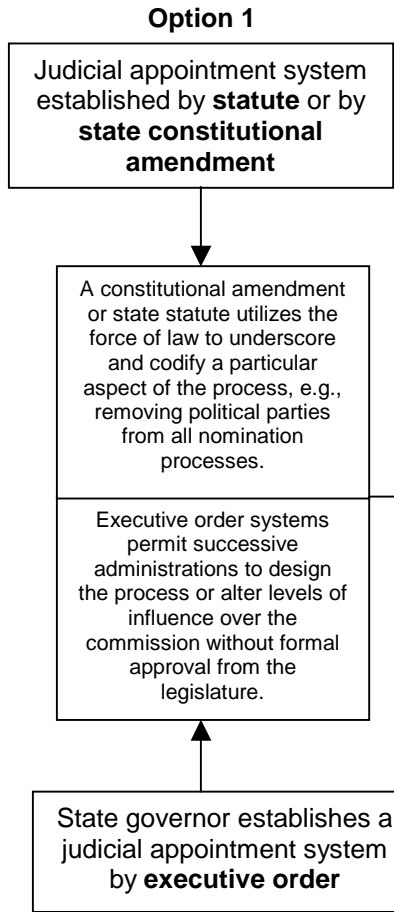 Option 1
Judicial appointment system
established by statute or by
state constitutional
amendment
A constitutional amendment
or state statute utilizes the
force of law to underscore
and codify a particular
aspect of the process, e.g.,
removing political parties
from all nomination
processes.
Executive order systems
permit successive
administrations to design
the process or alter levels of
influence over the
commission without formal
approval from the
legislature.
State governor establishes a
judicial appointment system
by executive order